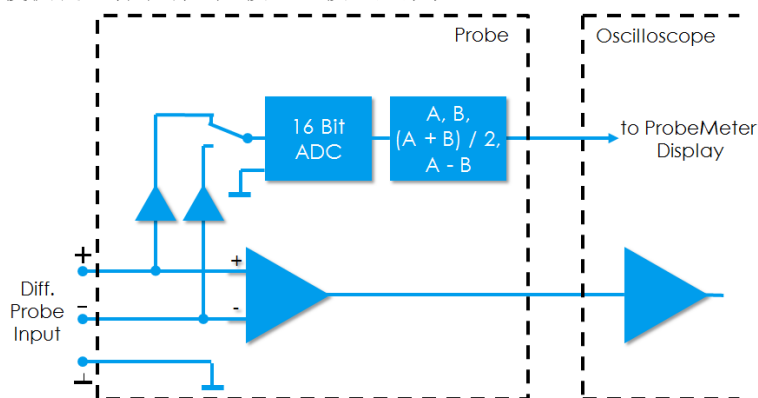 Probe
Oscilloscope
16 Bit
ADC
A, B,
(A + B) / 2,
A - B
to ProbeMeter
Display
+
Diff.
Probe
Input
-
⊥
+
-